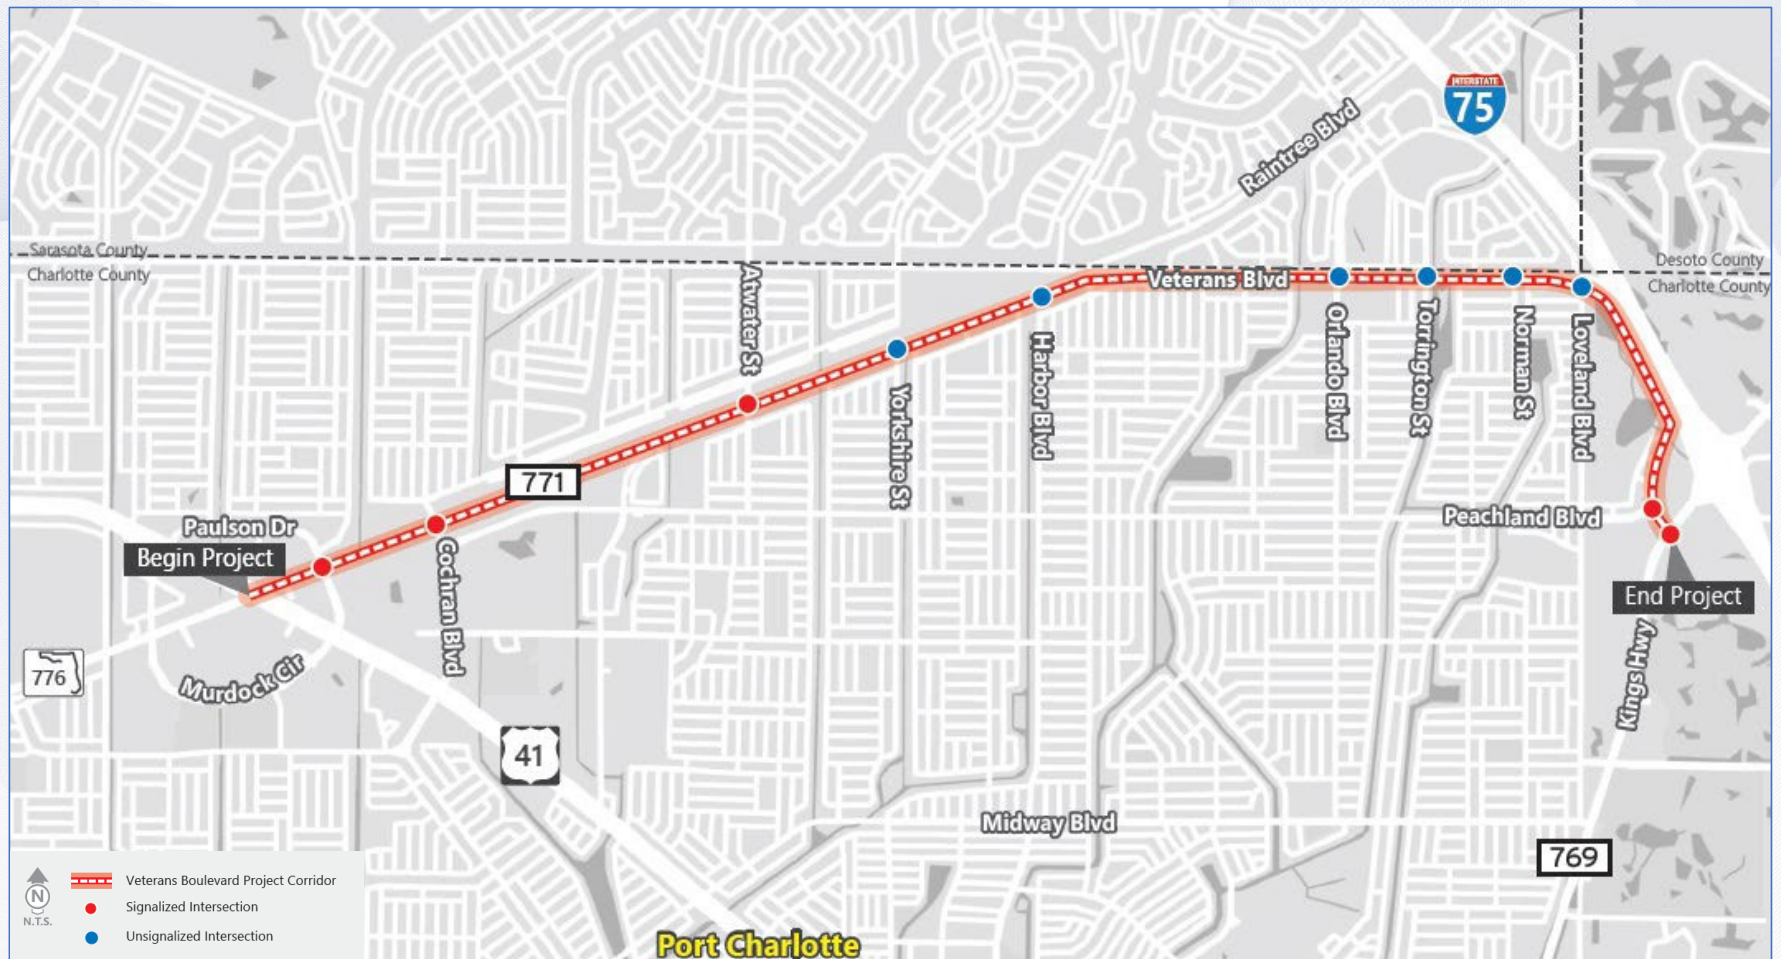 INTERSTATE
75
Raintree Blvd
Sarasota County
Charlotte County
Desoto County
Charlotte County
Veterans Blvd
Atwater St
Yorkshire St
Harbor Blvd
Orlando Blvd
Torrington St
Norman St
Loveland Blvd
771
Paulson Dr
Begin Project
Cochran Blvd
Peachland Blvd
End Project
776
Murdock Cir
Kings Hwy
41
Midway Blvd
769
N
N.T.S.
Veterans Boulevard Project Corridor
Signalized Intersection
Unsignalized Intersection
Port Charlotte